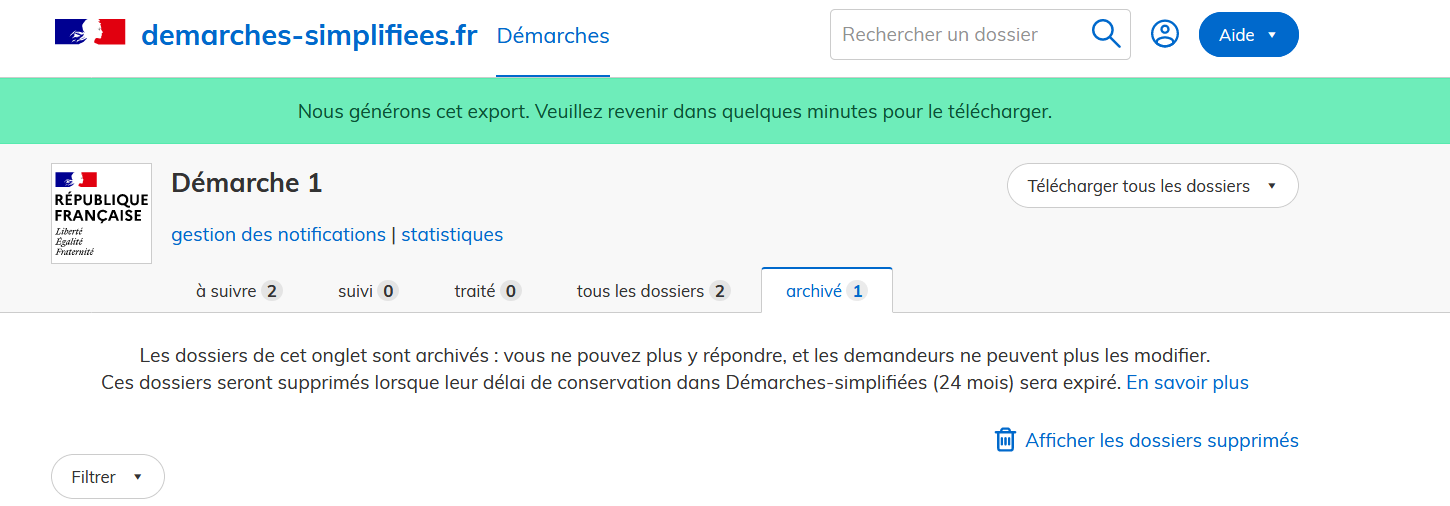 demarches-simplifiees.fr Démarches Rechercher un dossier Aide
Nous générons cet export. Veuillez revenir dans quelques minutes pour le télécharger.
RÉPUBLIQUE
FRANÇAISE
Liberté
Égalité
Fraternité
Démarche 1
Télécharger tous les dossiers
gestion des notifications | statistiques
à suivre 2 suivi 0 traité 0 tous les dossiers 2 archivé 1
Les dossiers de cet onglet sont archivés : vous ne pouvez plus y répondre, et les demandeurs ne peuvent plus les modifier.
Ces dossiers seront supprimés lorsque leur délai de conservation dans Démarches-simplifiées (24 mois) sera expiré. En savoir plus
Afficher les dossiers supprimés
Filtrer